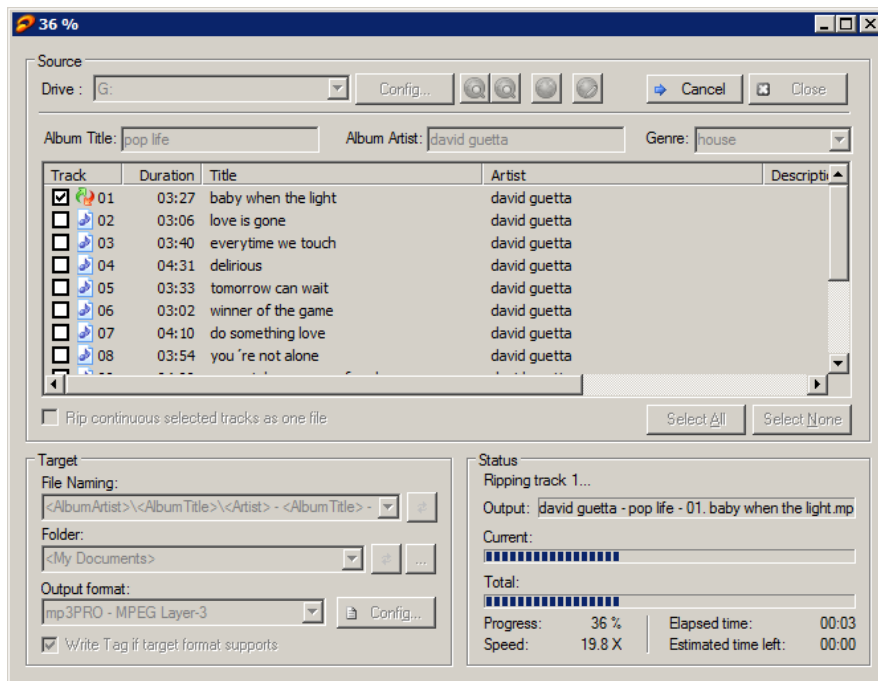 36 %
Source
Drive : G: Config... Cancel Close
Album Title: pop life Album Artist: david guetta Genre: house
Track Duration Title Artist Descripti
01 03:27 baby when the light david guetta
02 03:06 love is gone david guetta
03 03:40 everytime we touch david guetta
04 04:31 delirious david guetta
05 03:33 tomorrow can wait david guetta
06 03:02 winner of the game david guetta
07 04:10 do something love david guetta
08 03:54 you ´re not alone david guetta
Rip continuous selected tracks as one file Select All Select None
Target
File Naming:
<AlbumArtist>\<AlbumTitle>\<Artist> - <AlbumTitle> -
Folder:
<My Documents> ...
Output format:
mp3PRO - MPEG Layer-3 Config...
Write Tag if target format supports
Status
Ripping track 1...
Output: david guetta - pop life - 01. baby when the light.mp
Current:
Total:
Progress: 36 % Elapsed time: 00:03
Speed: 19.8 X Estimated time left: 00:00